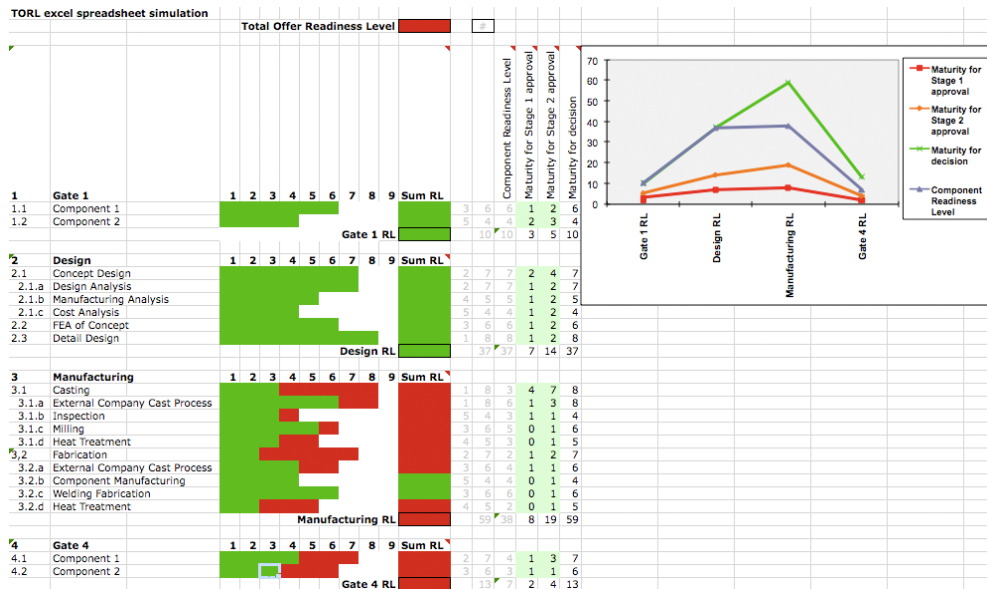 TORL excel spreadsheet simulation
Total Offer Readiness Level #
Component Readiness Level
Maturity for Stage 1 approval
Maturity for Stage 2 approval
Maturity for decision
1 Gate 1 1 2 3 4 5 6 7 8 9 Sum RL
1.1 Component 1 3 6 6 1 2 6
1.2 Component 2 5 4 4 2 3 4
Gate 1 RL 10 10 3 5 10
2 Design 1 2 3 4 5 6 7 8 9 Sum RL
2.1 Concept Design 2 7 7 2 4 7
2.1.a Design Analysis 2 7 7 1 2 7
2.1.b Manufacturing Analysis 4 5 5 1 2 5
2.1.c Cost Analysis 5 4 4 1 2 4
2.2 FEA of Concept 3 6 6 1 2 6
2.3 Detail Design 1 8 8 1 2 8
Design RL 37 37 7 14 37
3 Manufacturing 1 2 3 4 5 6 7 8 9 Sum RL
3.1 Casting 1 8 3 4 7 8
3.1.a External Company Cast Process 1 8 6 1 3 8
3.1.b Inspection 5 4 3 1 1 4
3.1.c Milling 3 6 5 0 1 6
3.1.d Heat Treatment 4 5 3 0 1 5
3,2 Fabrication 2 7 2 1 2 7
3.2.a External Company Cast Process 3 6 4 1 1 6
3.2.b Component Manufacturing 5 4 4 0 1 4
3.2.c Welding Fabrication 3 6 6 0 1 6
3.2.d Heat Treatment 4 5 2 0 1 5
Manufacturing RL 59 38 8 19 59
4 Gate 4 1 2 3 4 5 6 7 8 9 Sum RL
4.1 Component 1 2 7 4 1 3 7
4.2 Component 2 3 6 3 1 1 6
Gate 4 RL 13 7 2 4 13
70
60
50
40
30
20
10
0
Gate 1 RL
Design RL
Manufacturing RL
Gate 4 RL
Maturity for
Stage 1
approval
Maturity for
Stage 2
approval
Maturity for
decision
Component
Readiness
Level